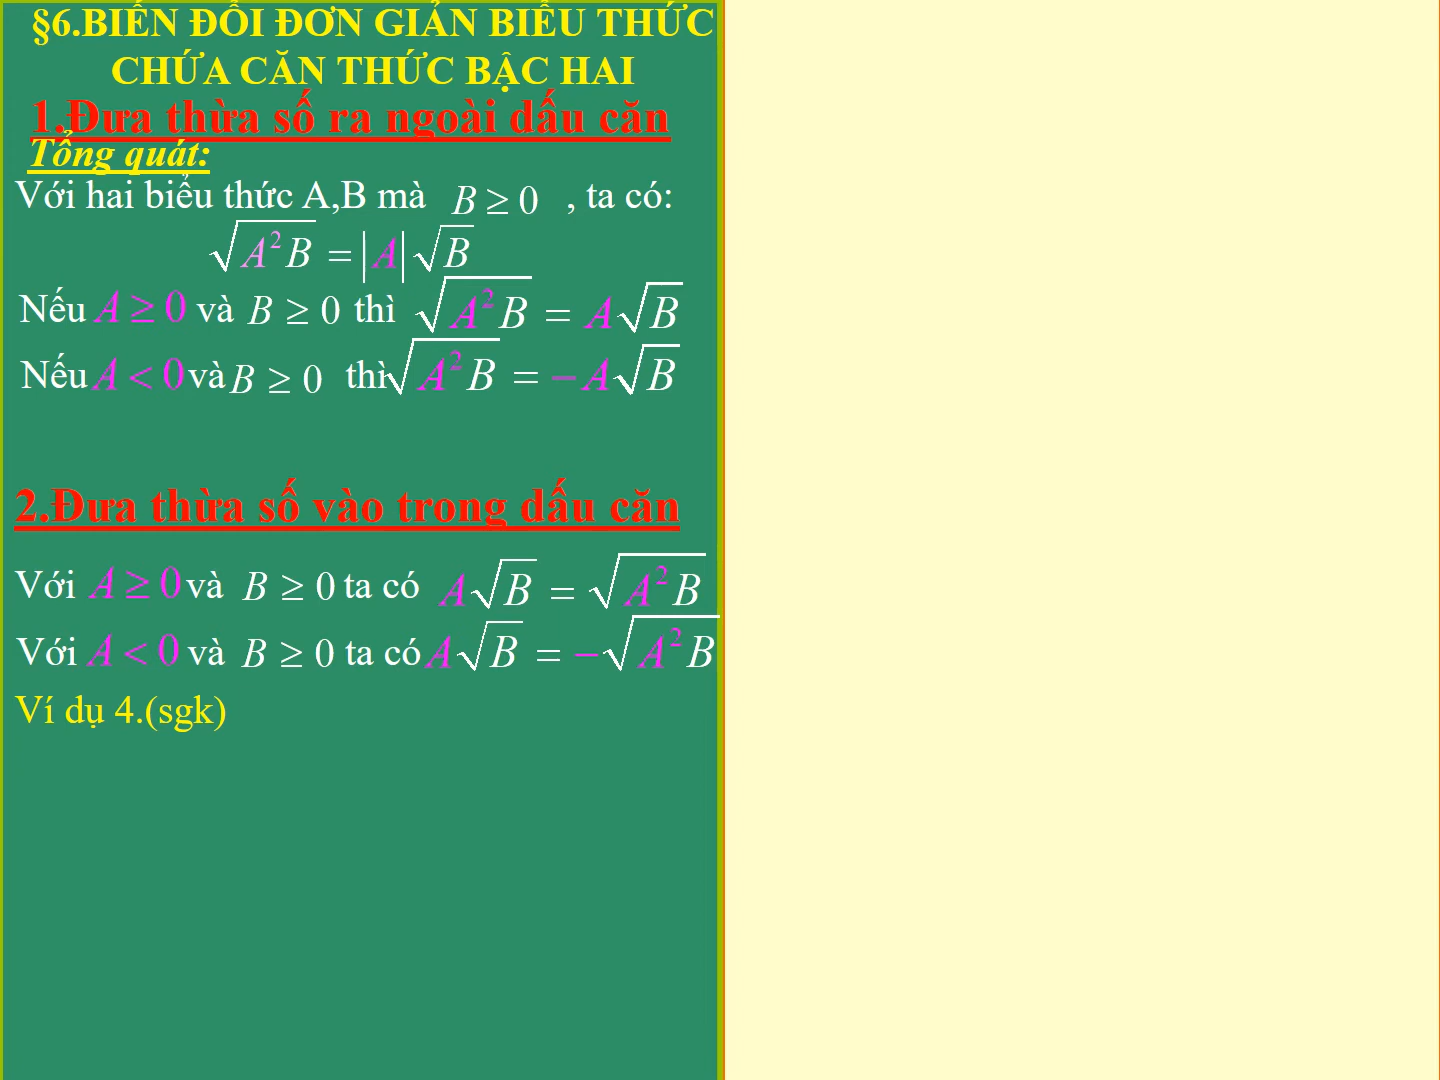 §6.BIẾN ĐỔI ĐƠN GIẢN BIỂU THỨC
CHỨA CĂN THỨC BẬC HAI
1.Đưa thừa số ra ngoài dấu căn
Tổng quát:
Với hai biểu thức A,B mà B ≥ 0 , ta có:
√(A²B) = |A|√B
Nếu A ≥ 0 và B ≥ 0 thì √(A²B) = A√B
Nếu A < 0 và B ≥ 0 thì √(A²B) = −A√B
2.Đưa thừa số vào trong dấu căn
Với A ≥ 0 và B ≥ 0 ta có A√B = √(A²B)
Với A < 0 và B ≥ 0 ta có A√B = −√(A²B)
Ví dụ 4.(sgk)